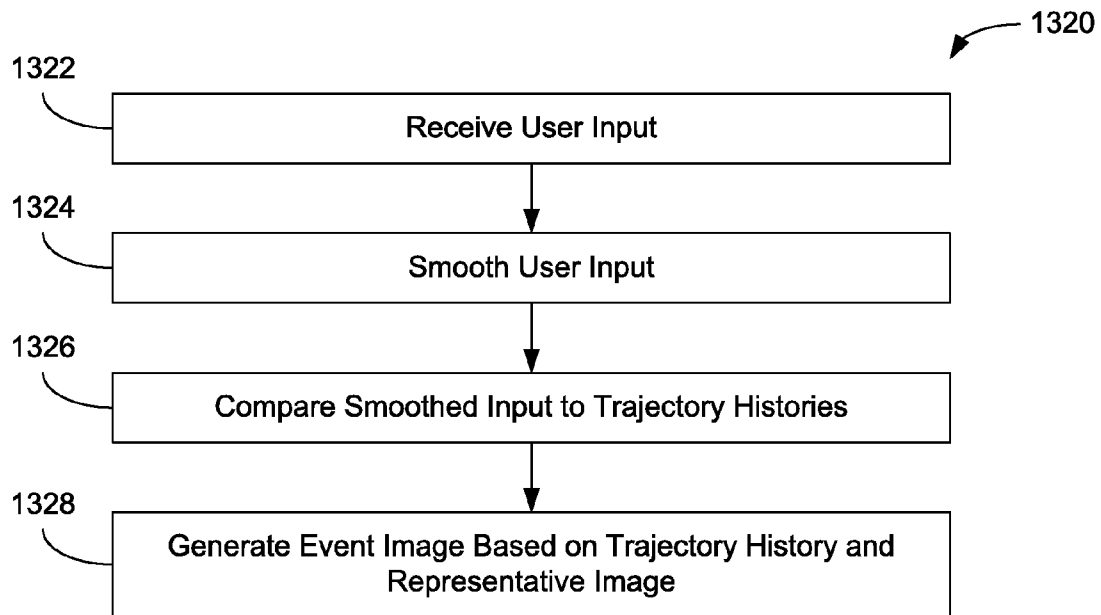 1320
1322
Receive User Input
1324
Smooth User Input
1326
Compare Smoothed Input to Trajectory Histories
1328
Generate Event Image Based on Trajectory History and
Representative Image